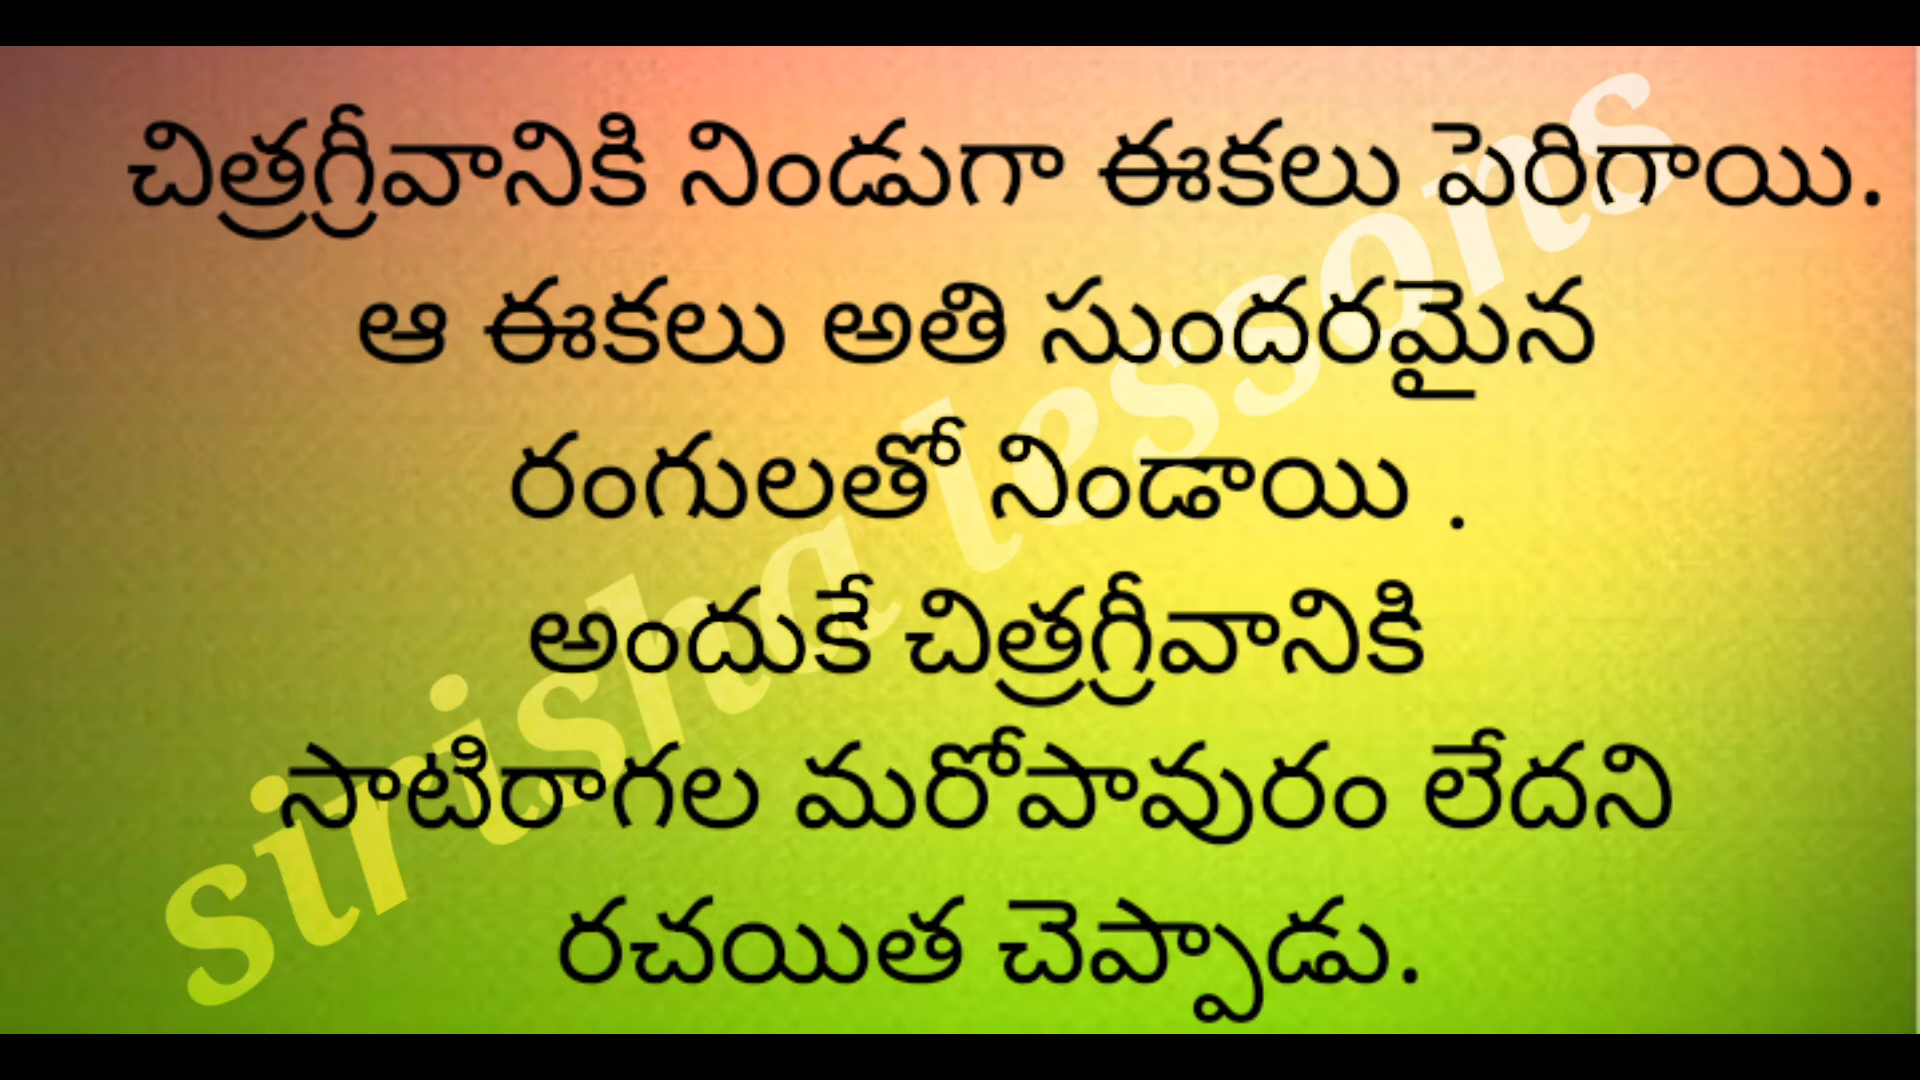 చిత్రగ్రీవానికి నిండుగా ఈకలు పెరిగాయి.
ఆ ఈకలు అతి సుందరమైన
రంగులతో నిండాయి .
అందుకే చిత్రగ్రీవానికి
సాటిరాగల మరోపావురం లేదని
రచయిత చెప్పాడు.
sirisha lessons